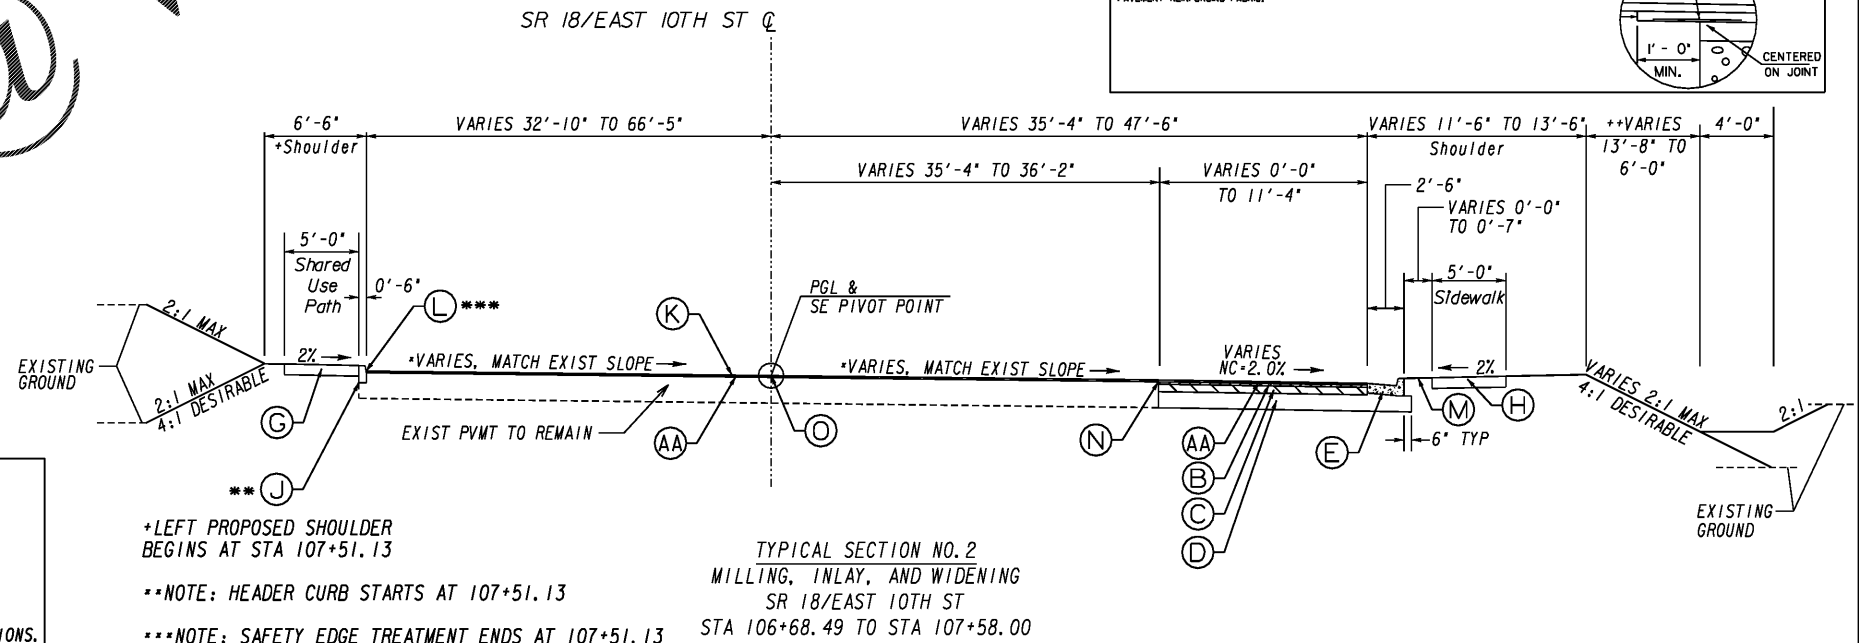 SR 18/EAST 10TH ST ℄
1' - 0"
MIN.
CENTERED
ON JOINT
6'-6"
+Shoulder
VARIES 32'-10" TO 66'-5"
VARIES 35'-4" TO 47'-6"
VARIES 11'-6" TO 13'-6"
Shoulder
++VARIES
13'-8" TO
6'-0"
4'-0"
VARIES 35'-4" TO 36'-2"
VARIES 0'-0"
TO 11'-4"
2'-6"
VARIES 0'-0"
TO 0'-7"
5'-0"
Shared
Use
Path
0'-6"
L ***
K
PGL &
SE PIVOT POINT
5'-0"
Sidewalk
2:1 MAX
EXISTING
GROUND
2:1 MAX
4:1 DESIRABLE
2%
*VARIES, MATCH EXIST SLOPE
*VARIES, MATCH EXIST SLOPE
VARIES
NC=2.0%
2%
VARIES 2:1 MAX
4:1 DESIRABLE
2:1
G
EXIST PVMT TO REMAIN
AA
O
N
AA
B
C
D
E
6" TYP
M
H
** J
EXISTING
GROUND
+LEFT PROPOSED SHOULDER
BEGINS AT STA 107+51.13
**NOTE: HEADER CURB STARTS AT 107+51.13
***NOTE: SAFETY EDGE TREATMENT ENDS AT 107+51.13
TYPICAL SECTION NO. 2
MILLING, INLAY, AND WIDENING
SR 18/EAST 10TH ST
STA 106+68.49 TO STA 107+58.00
IONS.